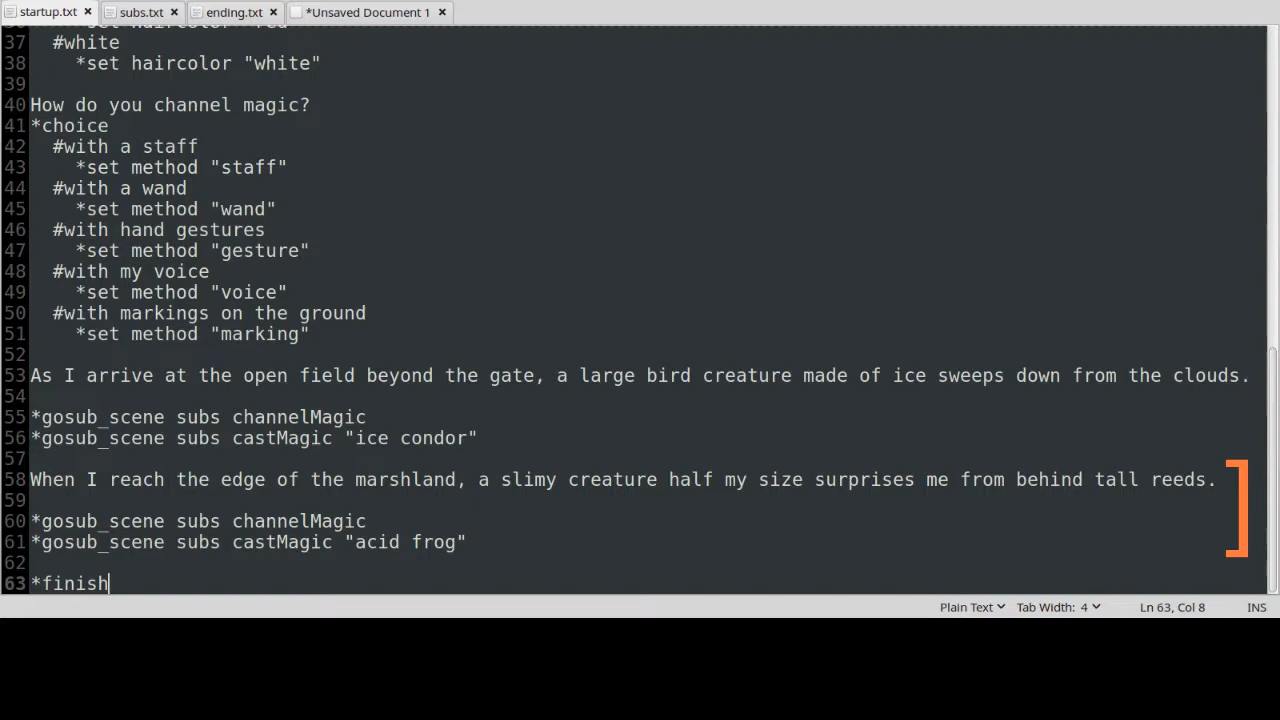 startup.txt × subs.txt × ending.txt × *Unsaved Document 1 ×
37 #white
38 *set haircolor "white"
39
40 How do you channel magic?
41 *choice
42 #with a staff
43 *set method "staff"
44 #with a wand
45 *set method "wand"
46 #with hand gestures
47 *set method "gesture"
48 #with my voice
49 *set method "voice"
50 #with markings on the ground
51 *set method "marking"
52
53 As I arrive at the open field beyond the gate, a large bird creature made of ice sweeps down from the clouds.
54
55 *gosub_scene subs channelMagic
56 *gosub_scene subs castMagic "ice condor"
57
58 When I reach the edge of the marshland, a slimy creature half my size surprises me from behind tall reeds.
59
60 *gosub_scene subs channelMagic
61 *gosub_scene subs castMagic "acid frog"
62
63 *finish
Plain Text Tab Width: 4 Ln 63, Col 8 INS